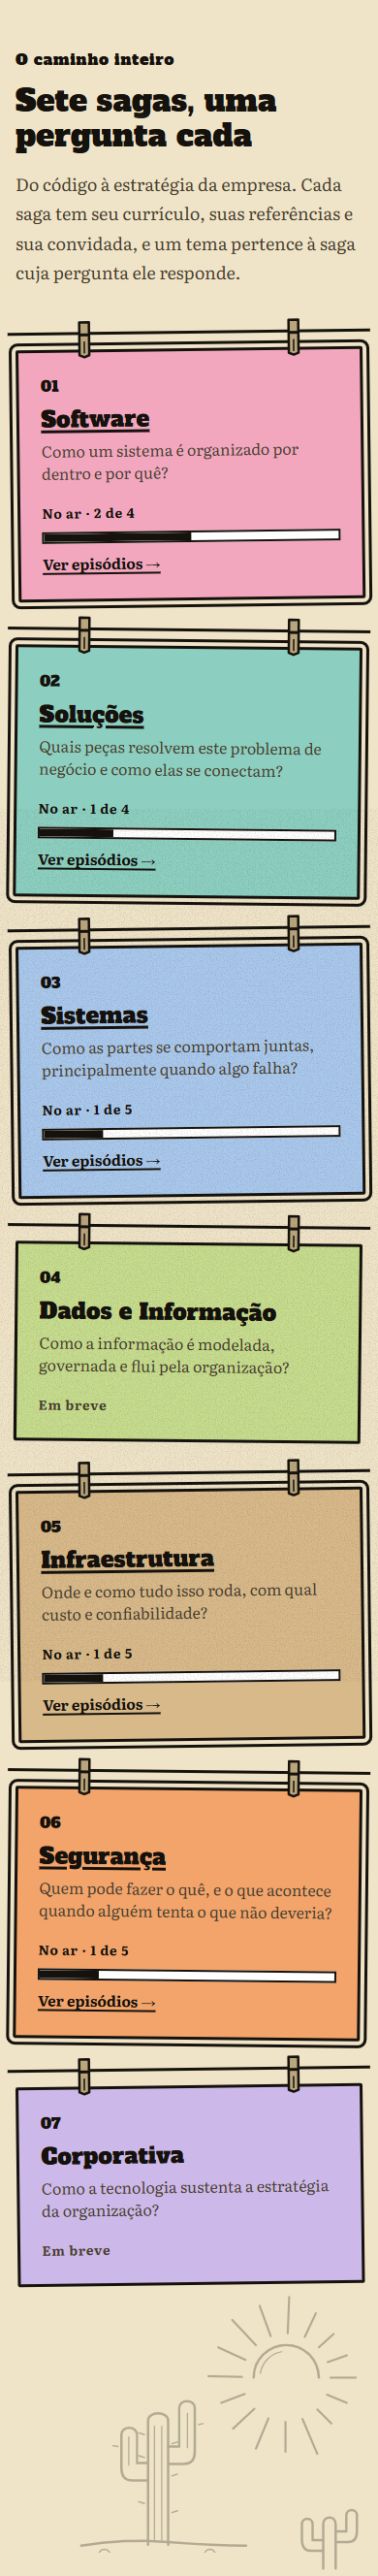 O caminho inteiro
Sete sagas, uma
pergunta cada
Do código à estratégia da empresa. Cada
saga tem seu currículo, suas referências e
sua convidada, e um tema pertence à saga
cuja pergunta ele responde.
01
Software
Como um sistema é organizado por
dentro e por quê?
No ar · 2 de 4
Ver episódios →
02
Soluções
Quais peças resolvem este problema de
negócio e como elas se conectam?
No ar · 1 de 4
Ver episódios →
03
Sistemas
Como as partes se comportam juntas,
principalmente quando algo falha?
No ar · 1 de 5
Ver episódios →
04
Dados e Informação
Como a informação é modelada,
governada e flui pela organização?
Em breve
05
Infraestrutura
Onde e como tudo isso roda, com qual
custo e confiabilidade?
No ar · 1 de 5
Ver episódios →
06
Segurança
Quem pode fazer o quê, e o que acontece
quando alguém tenta o que não deveria?
No ar · 1 de 5
Ver episódios →
07
Corporativa
Como a tecnologia sustenta a estratégia
da organização?
Em breve